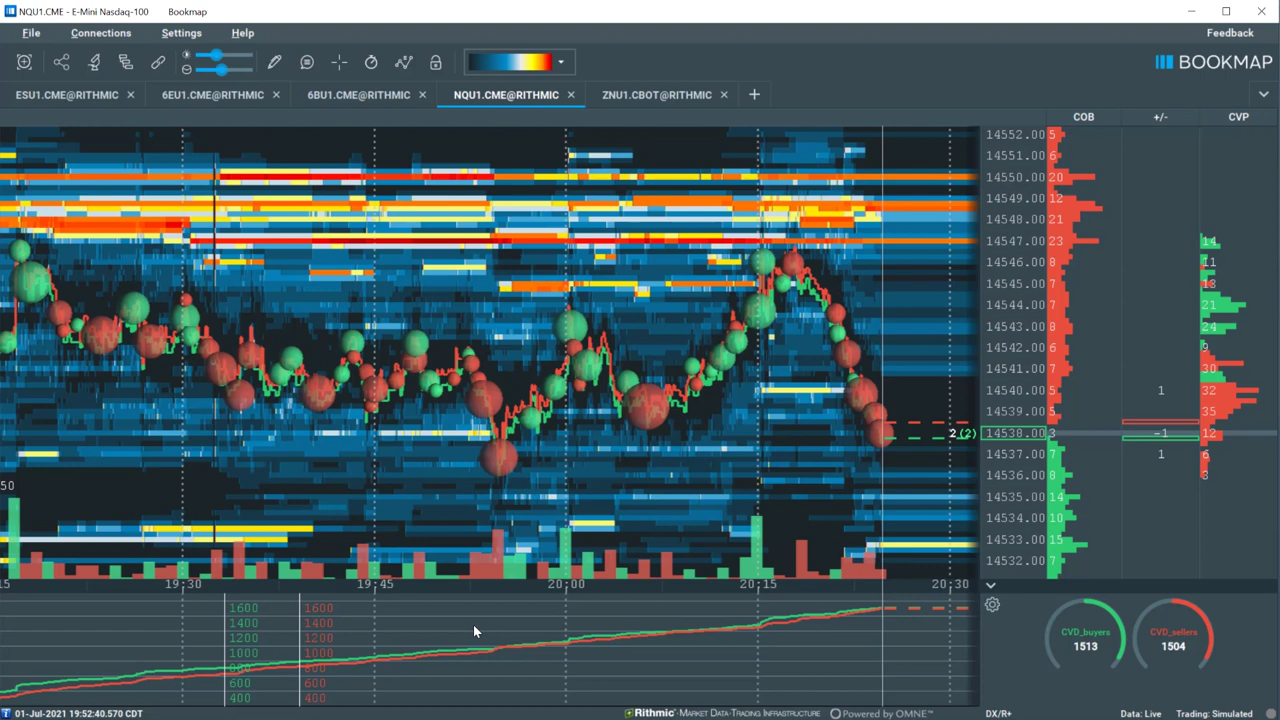 NQU1.CME - E-Mini Nasdaq-100 Bookmap
File Connections Settings Help Feedback
BOOKMAP
ESU1.CME@RITHMIC 6EU1.CME@RITHMIC 6BU1.CME@RITHMIC NQU1.CME@RITHMIC ZNU1.CBOT@RITHMIC
COB +/- CVP
14552.00 5
14551.00 6
14550.00 20
14549.00 12
14548.00 21
14547.00 23 14
14546.00 8 11
14545.00 7 13
14544.00 7 21
14543.00 8 24
14542.00 6 9
14541.00 7 30
14540.00 5 1 32
14539.00 5 35
2 (2) 14538.00 3 -1 12
14537.00 7 1 6
14536.00 8 3
50
14535.00 14
14534.00 10
14533.00 15
14532.00 7
15 19:30 19:45 20:00 20:15 20:30
1600 1600
1400 1400
1200 1200
1000 1000
800 800
600 600
400 400
CVD_buyers
1513
CVD_sellers
1504
01-Jul-2021 19:52:40.570 CDT
Rithmic - Market Data-Trading Infrastructure Powered by OMNE™
DX/R+ Data: Live Trading: Simulated